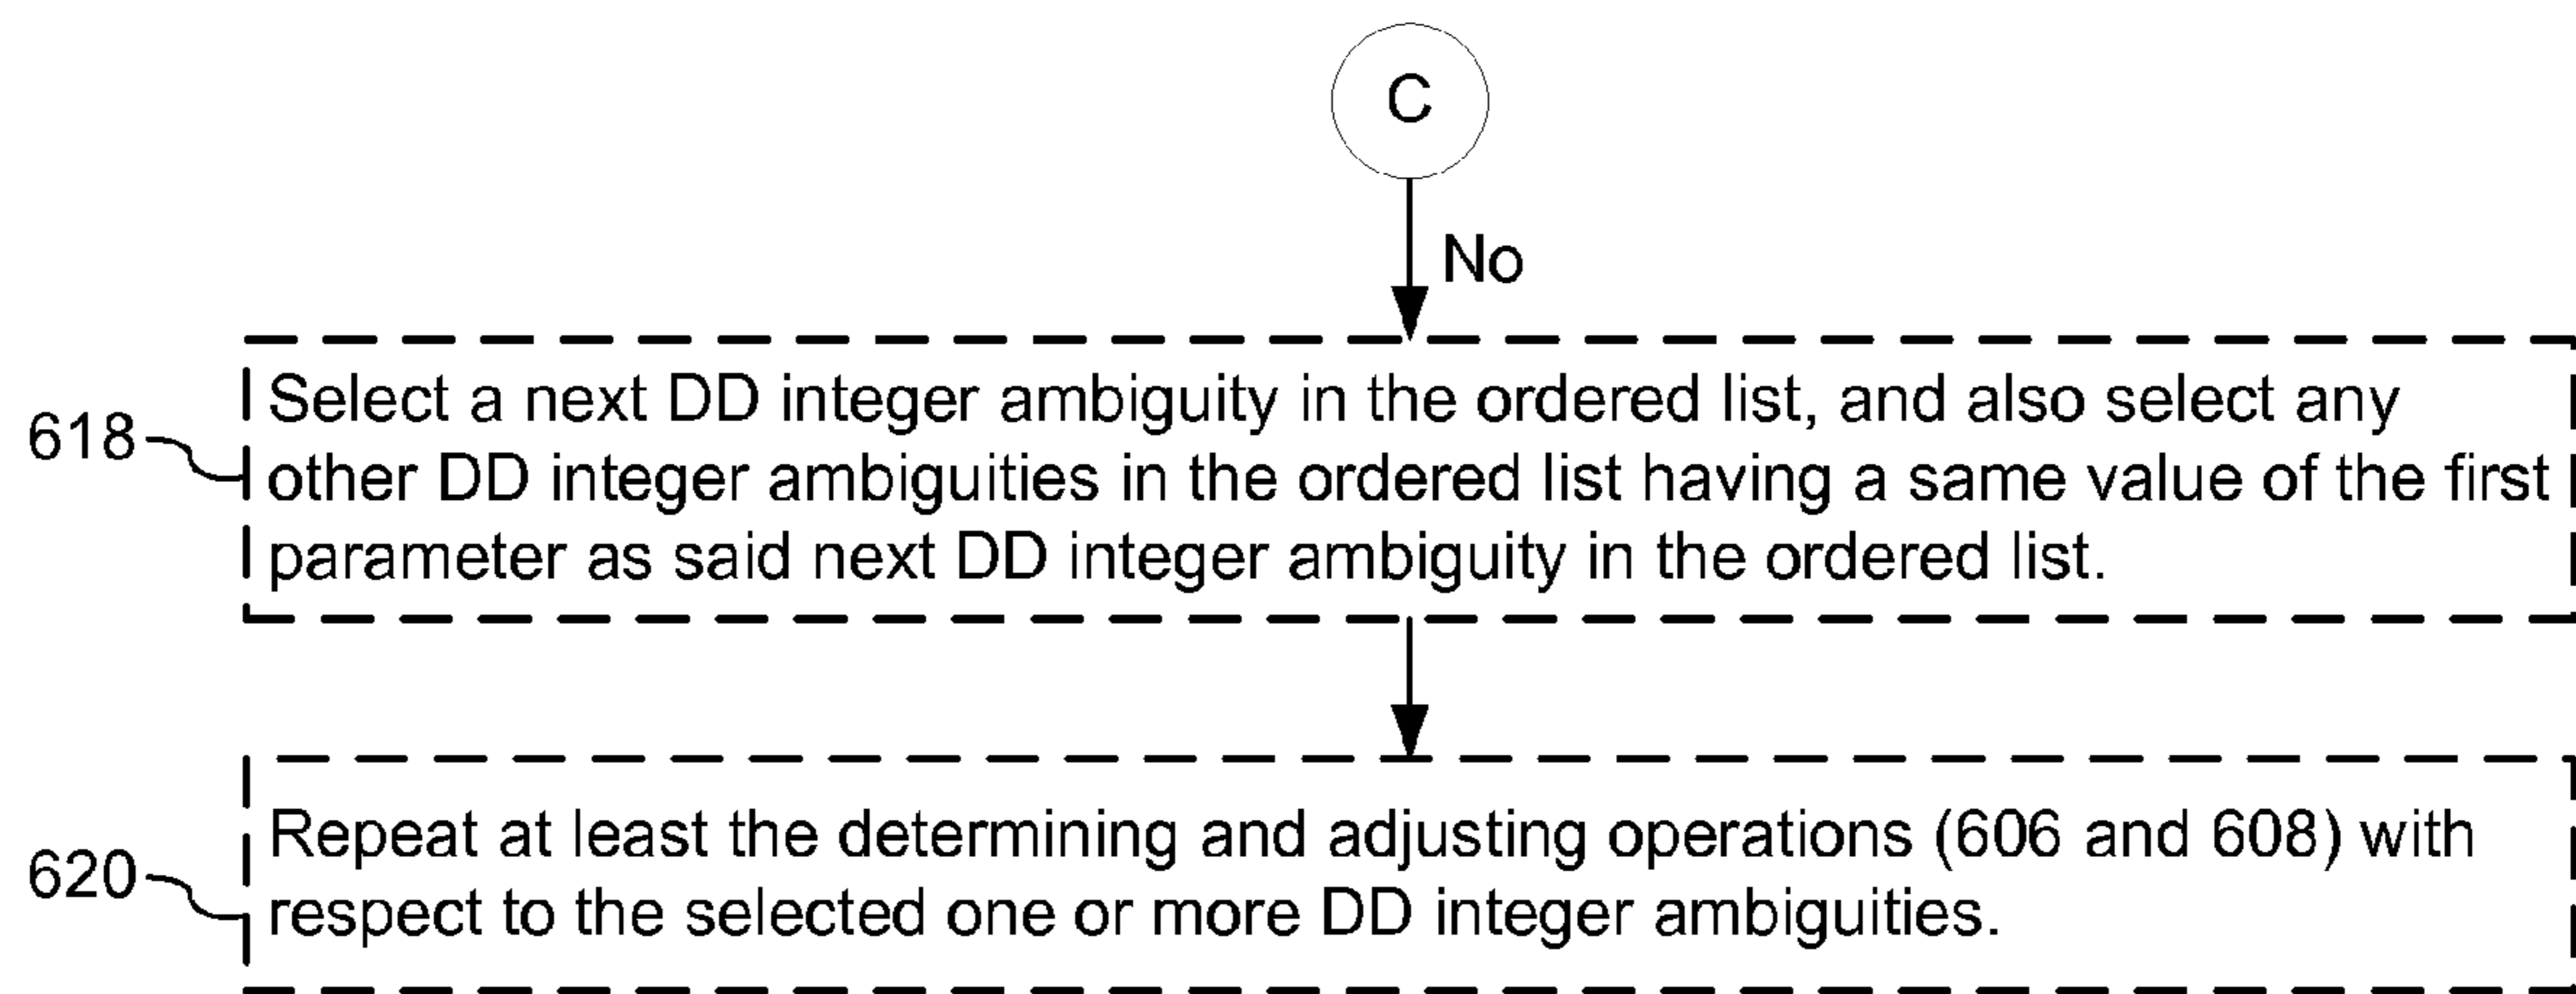 C
No
618
Select a next DD integer ambiguity in the ordered list, and also select any
other DD integer ambiguities in the ordered list having a same value of the first
parameter as said next DD integer ambiguity in the ordered list.
620
Repeat at least the determining and adjusting operations (606 and 608) with
respect to the selected one or more DD integer ambiguities.